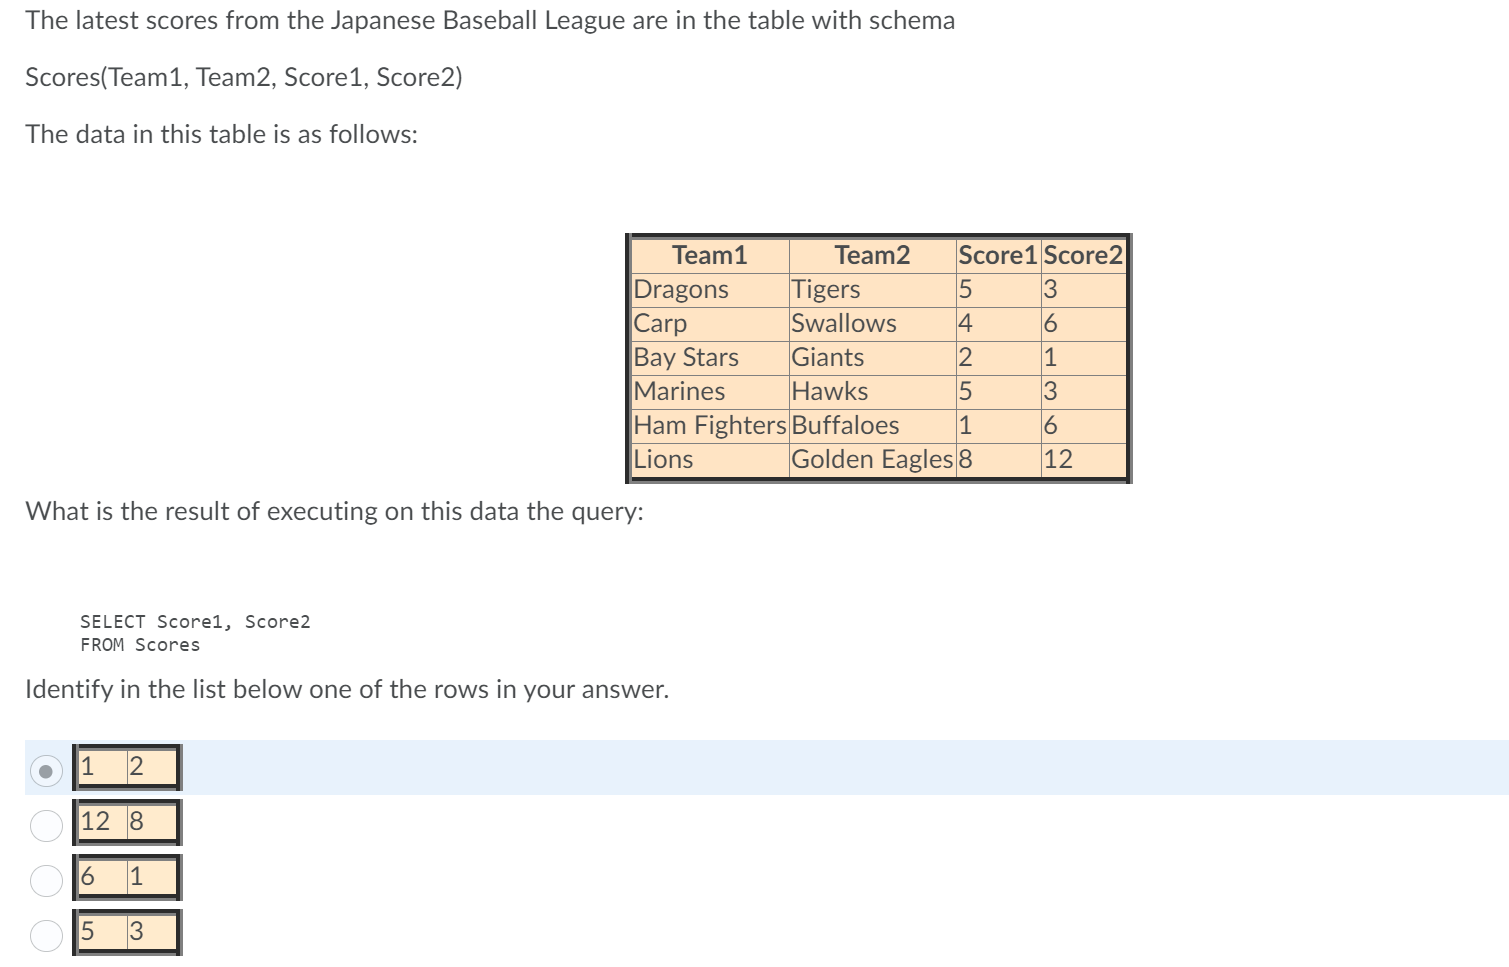 The latest scores from the Japanese Baseball League are in the table with schema
Scores(Team1, Team2, Score1, Score2)
The data in this table is as follows:
Team1 Team2 Score1 Score2
Dragons Tigers 5 3
Carp Swallows 4 6
Bay Stars Giants 2 1
Marines Hawks 5 3
Ham Fighters Buffaloes 1 6
Lions Golden Eagles 8 12
What is the result of executing on this data the query:
SELECT Score1, Score2
FROM Scores
Identify in the list below one of the rows in your answer.
1 2
12 8
6 1
5 3